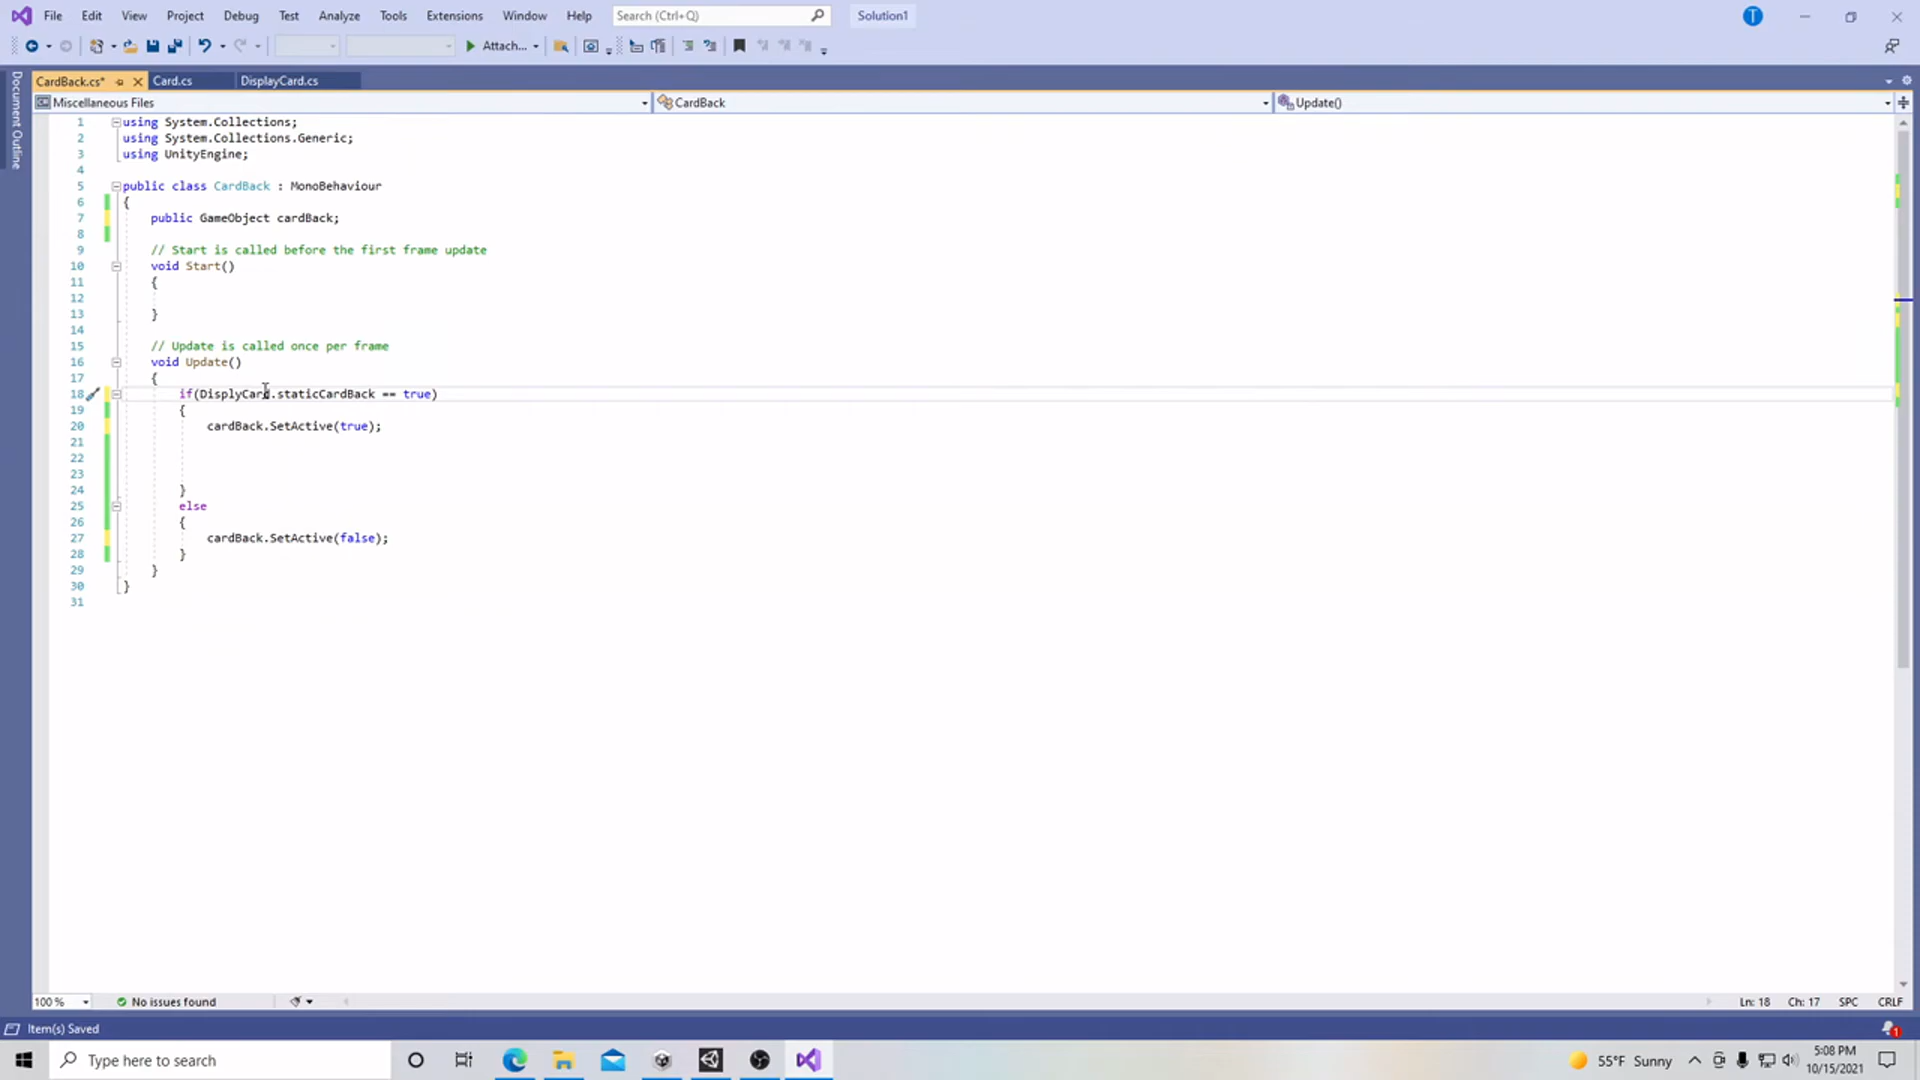 File Edit View Project Debug Test Analyze Tools Extensions Window Help Search (Ctrl+Q) Solution1
Attach...
CardBack.cs* Card.cs DisplayCard.cs
Miscellaneous Files CardBack Update()
Document Outline
1 using System.Collections;
2 using System.Collections.Generic;
3 using UnityEngine;
4
5 public class CardBack : MonoBehaviour
6 {
7 public GameObject cardBack;
8
9 // Start is called before the first frame update
10 void Start()
11 {
12
13 }
14
15 // Update is called once per frame
16 void Update()
17 {
18 if(DisplyCard.staticCardBack == true)
19 {
20 cardBack.SetActive(true);
21
22
23
24 }
25 else
26 {
27 cardBack.SetActive(false);
28 }
29 }
30 }
31
100 % No issues found Ln: 18 Ch: 17 SPC CRLF
Item(s) Saved 1
Type here to search 55°F Sunny 5:08 PM
10/15/2021
T